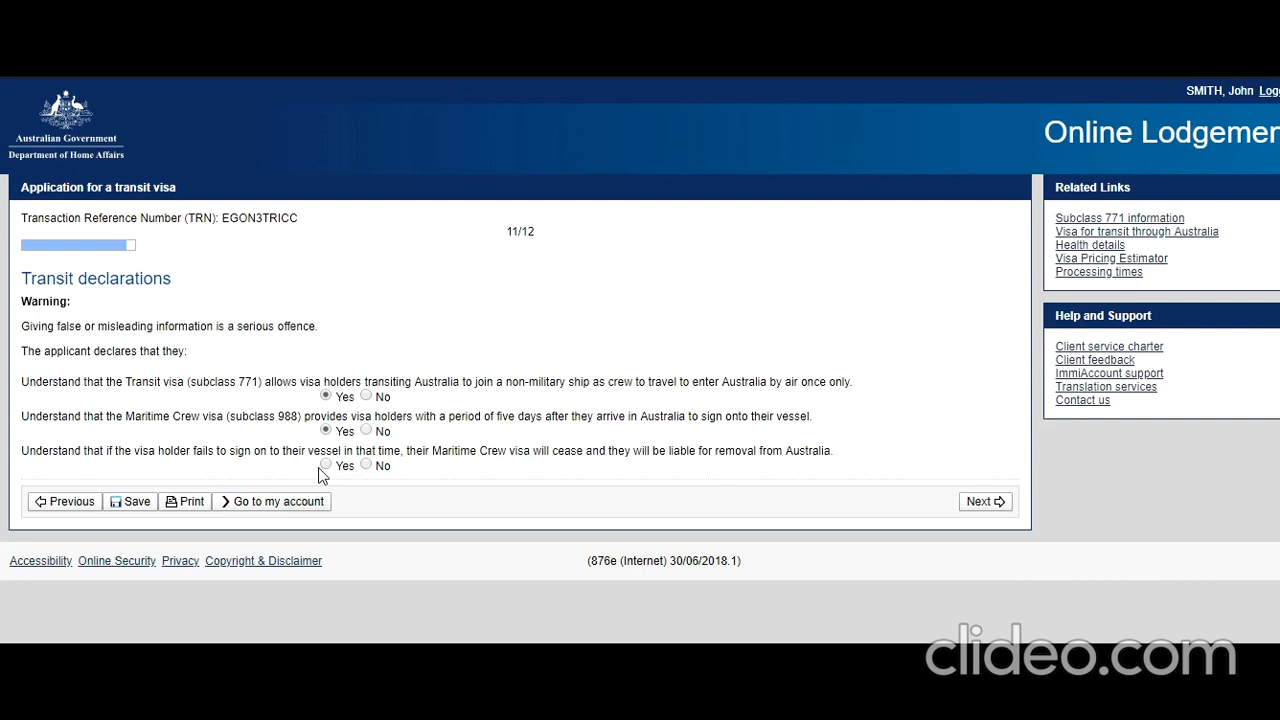 SMITH, John Log
Australian Government
Department of Home Affairs
Online Lodgemen
Application for a transit visa
Transaction Reference Number (TRN): EGON3TRICC
11/12
Transit declarations
Warning:
Giving false or misleading information is a serious offence.
The applicant declares that they:
Understand that the Transit visa (subclass 771) allows visa holders transiting Australia to join a non-military ship as crew to travel to enter Australia by air once only.
Yes No
Understand that the Maritime Crew visa (subclass 988) provides visa holders with a period of five days after they arrive in Australia to sign onto their vessel.
Yes No
Understand that if the visa holder fails to sign on to their vessel in that time, their Maritime Crew visa will cease and they will be liable for removal from Australia.
Yes No
Previous Save Print Go to my account Next
Related Links
Subclass 771 information
Visa for transit through Australia
Health details
Visa Pricing Estimator
Processing times
Help and Support
Client service charter
Client feedback
ImmiAccount support
Translation services
Contact us
Accessibility Online Security Privacy Copyright & Disclaimer (876e (Internet) 30/06/2018.1)
clideo.com